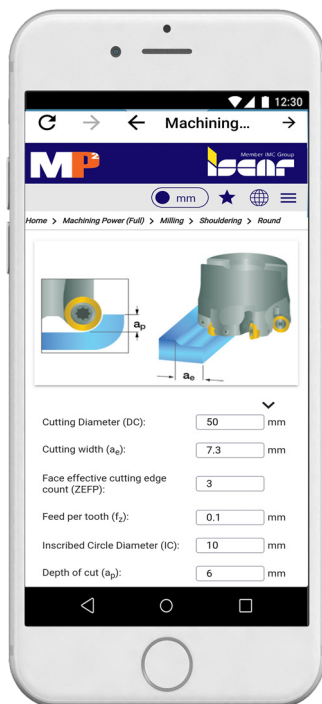 12:30
Machining...
MP²
Member IMC Group
iscar
mm
Home > Machining Power (Full) > Milling > Shouldering > Round
ap
ae
Cutting Diameter (DC): 50 mm
Cutting width (ae): 7.3 mm
Face effective cutting edge
count (ZEFP): 3
Feed per tooth (fz): 0.1 mm
Inscribed Circle Diameter (IC): 10 mm
Depth of cut (ap): 6 mm